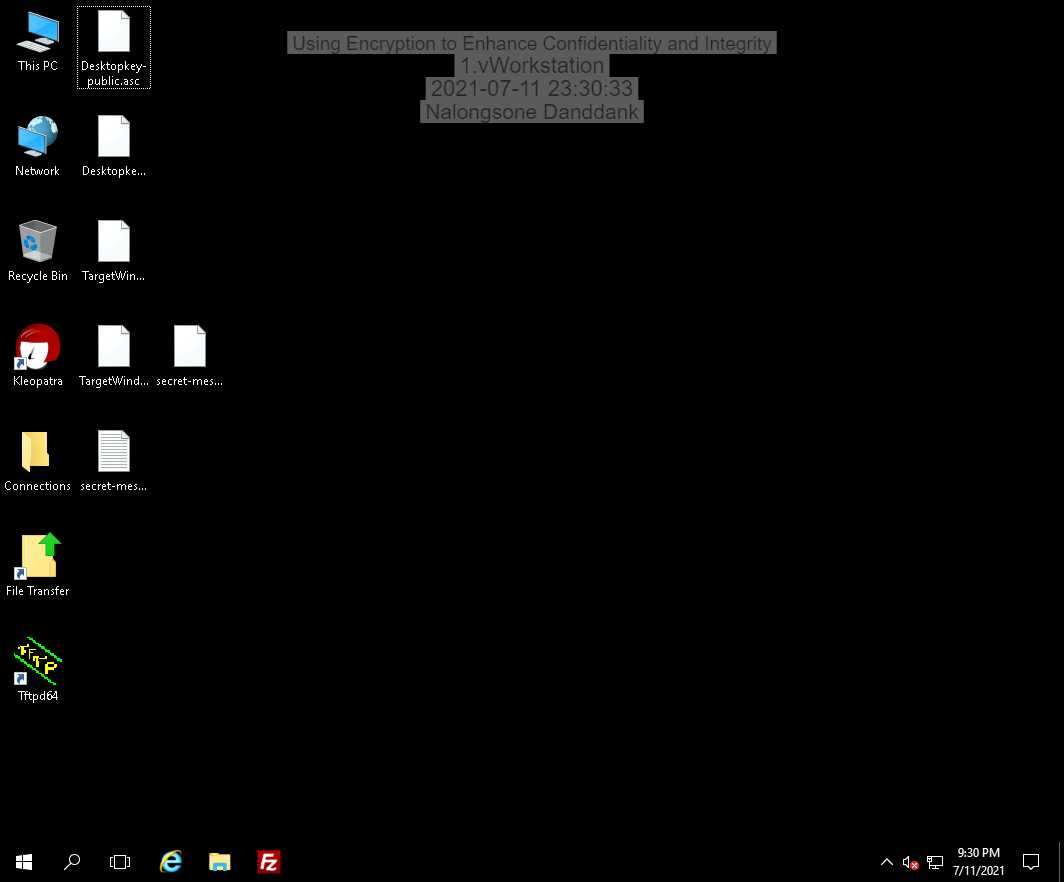 Using Encryption to Enhance Confidentiality and Integrity
1.vWorkstation
2021-07-11 23:30:33
Nalongsone Danddank
This PC
Desktopkey-
public.asc
Network
Desktopke...
Recycle Bin
TargetWin...
Kleopatra
TargetWind...
secret-mes...
Connections
secret-mes...
File Transfer
TFTP
Tftpd64
Fz
9:30 PM
7/11/2021